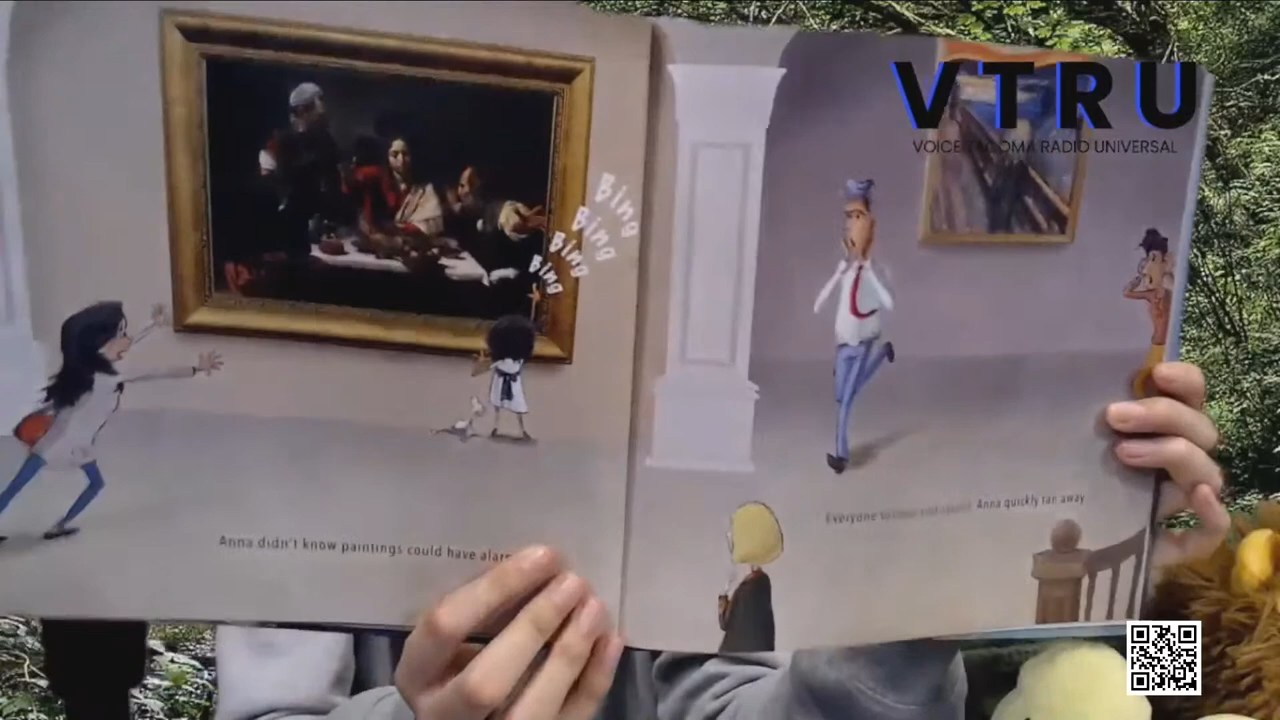 Bing
Bing
Bing
Bing
Anna didn't know paintings could have
VTRU
VOICE TACOMA RADIO UNIVERSAL
Everyone
Anna quickly ran away